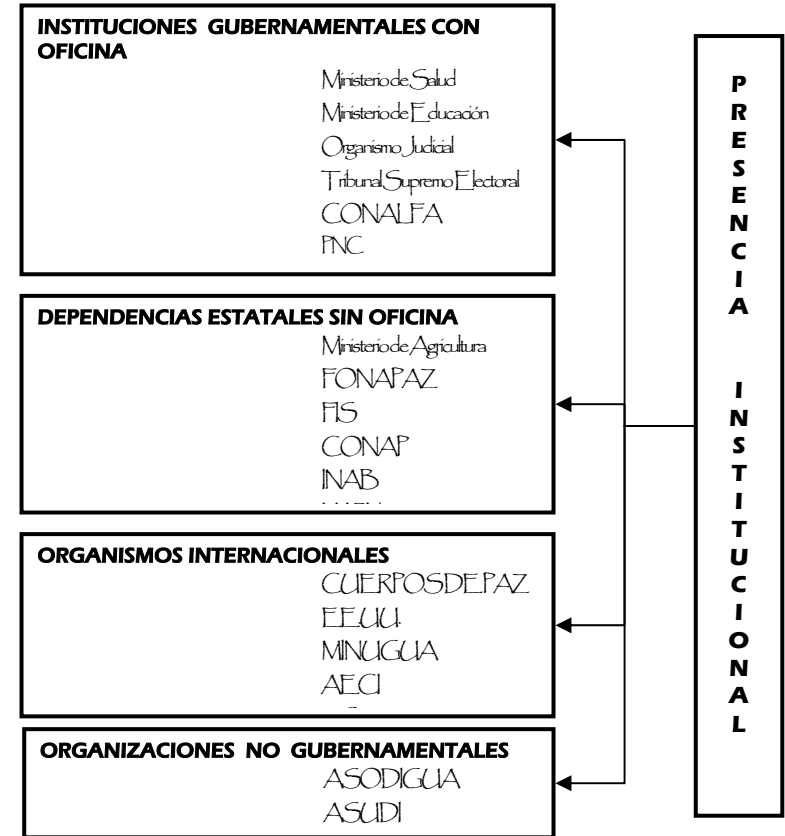 INSTITUCIONES GUBERNAMENTALES CON
OFICINA
Ministerio de Salud
Ministerio de Educación
Organismo Judicial
Tribunal Supremo Electoral
CONALFA
PNC
DEPENDENCIAS ESTATALES SIN OFICINA
Ministerio de Agricultura
FONAPAZ
FIS
CONAP
INAB
ORGANISMOS INTERNACIONALES
CUERPOS DE PAZ
EEUU.
MINUGUA
AECI
ORGANIZACIONES NO GUBERNAMENTALES
ASODIGUA
ASUDI
PRESENCIA INSTITUCIONAL